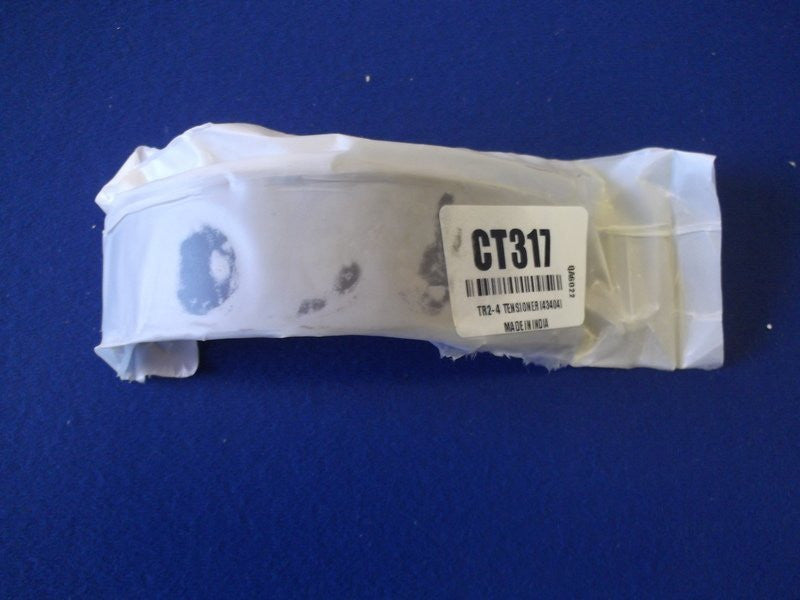 CT317
TR2-4 TENSIONER (43404)
MADE IN INDIA